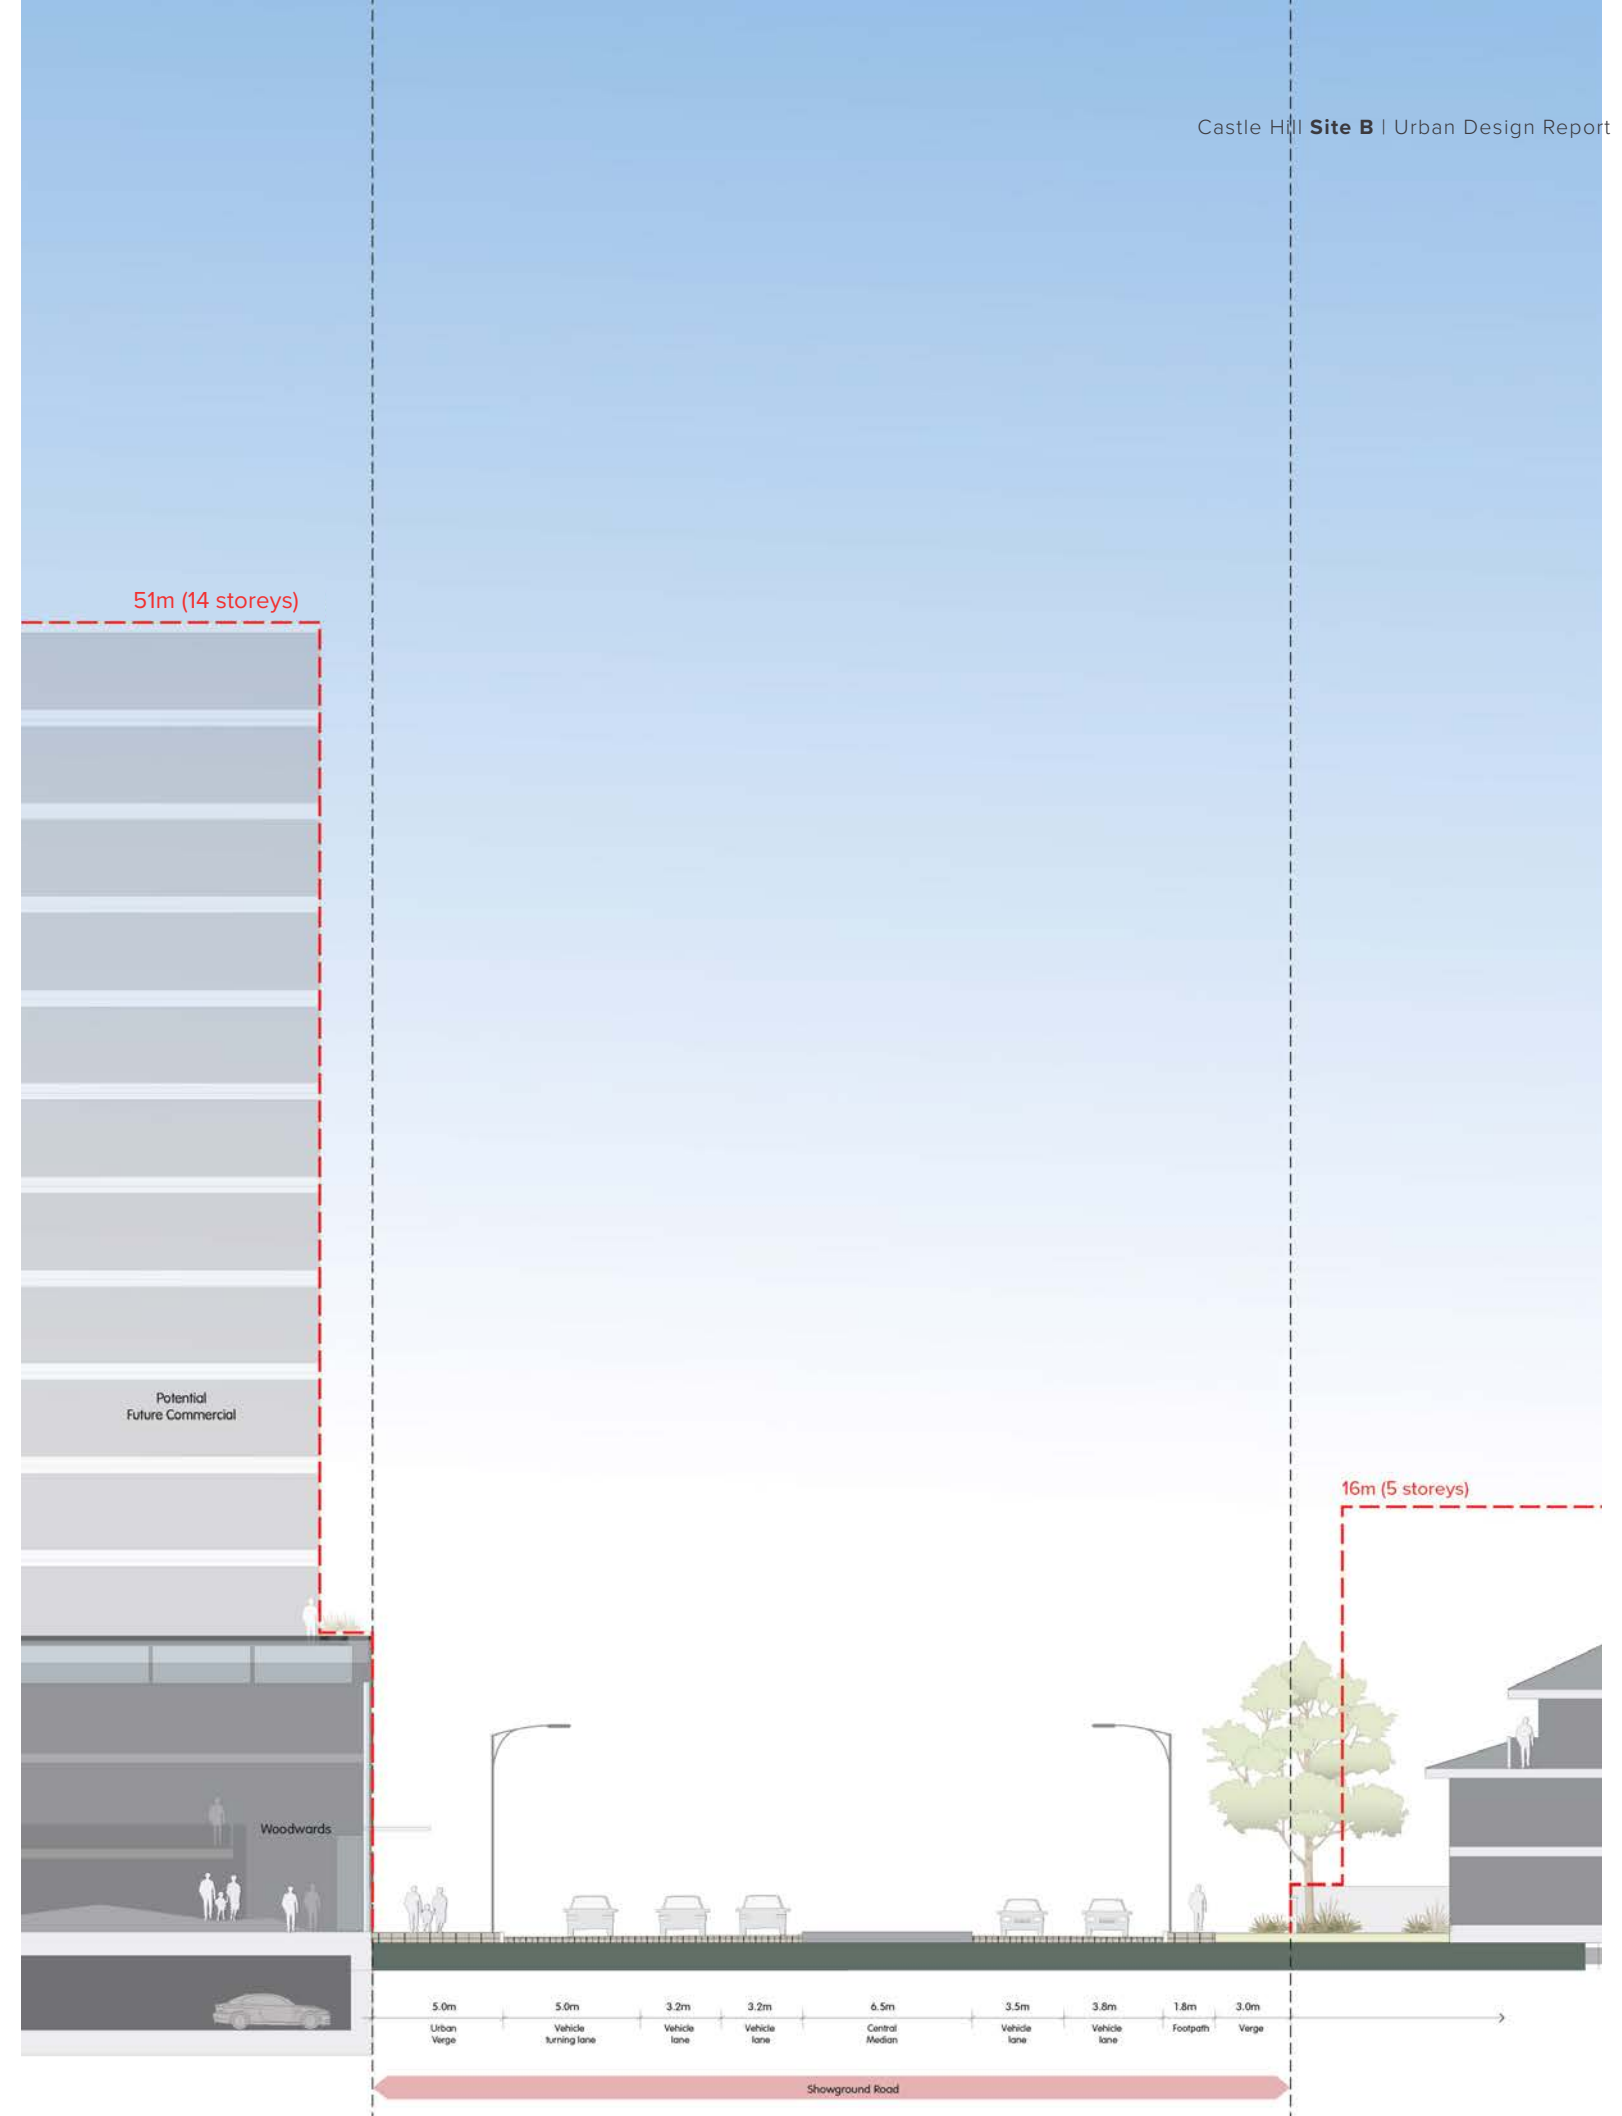 Castle Hill Site B | Urban Design Report
51m (14 storeys)
Potential
Future Commercial
16m (5 storeys)
Woodwards
5.0m
Urban
Verge
5.0m
Vehicle
turning lane
3.2m
Vehicle
lane
3.2m
Vehicle
lane
6.5m
Central
Median
3.5m
Vehicle
lane
3.8m
Vehicle
lane
1.8m
Footpath
3.0m
Verge
Showground Road